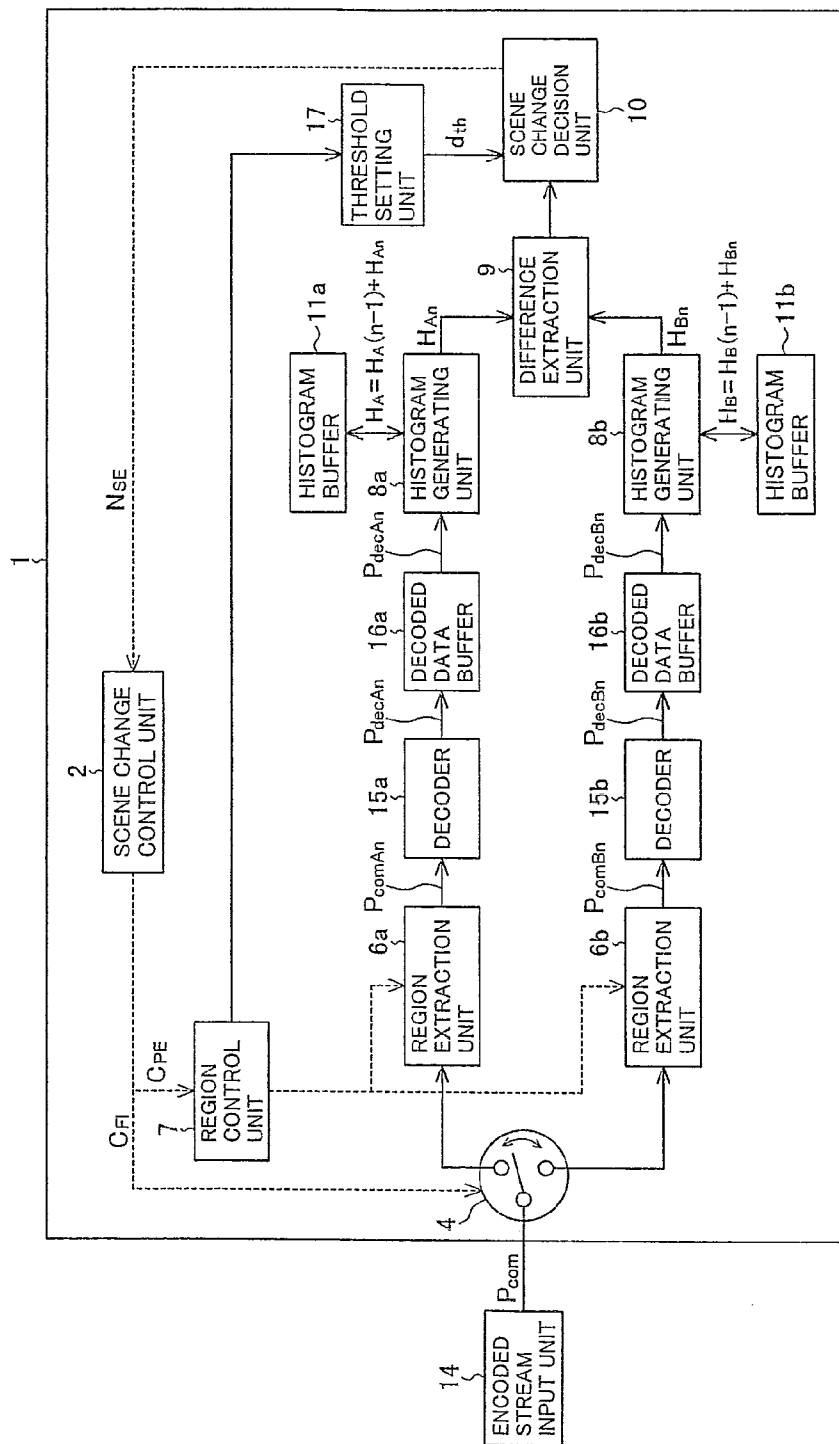 1
NSE
2
SCENE CHANGE
CONTROL UNIT
CFI
CPE
7
REGION
CONTROL
UNIT
17
THRESHOLD
SETTING
UNIT
dth
SCENE
CHANGE
DECISION
UNIT
10
9
DIFFERENCE
EXTRACTION
UNIT
11a
HISTOGRAM
BUFFER
HA=HA(n-1)+HAn
HAn
8a
HISTOGRAM
GENERATING
UNIT
PdecAn
16a
DECODED
DATA
BUFFER
PdecAn
15a
DECODER
PcomAn
6a
REGION
EXTRACTION
UNIT
4
Pcom
14
ENCODED
STREAM
INPUT UNIT
6b
REGION
EXTRACTION
UNIT
PcomBn
15b
DECODER
PdecBn
16b
DECODED
DATA
BUFFER
PdecBn
8b
HISTOGRAM
GENERATING
UNIT
HBn
HB=HB(n-1)+HBn
HISTOGRAM
BUFFER
11b